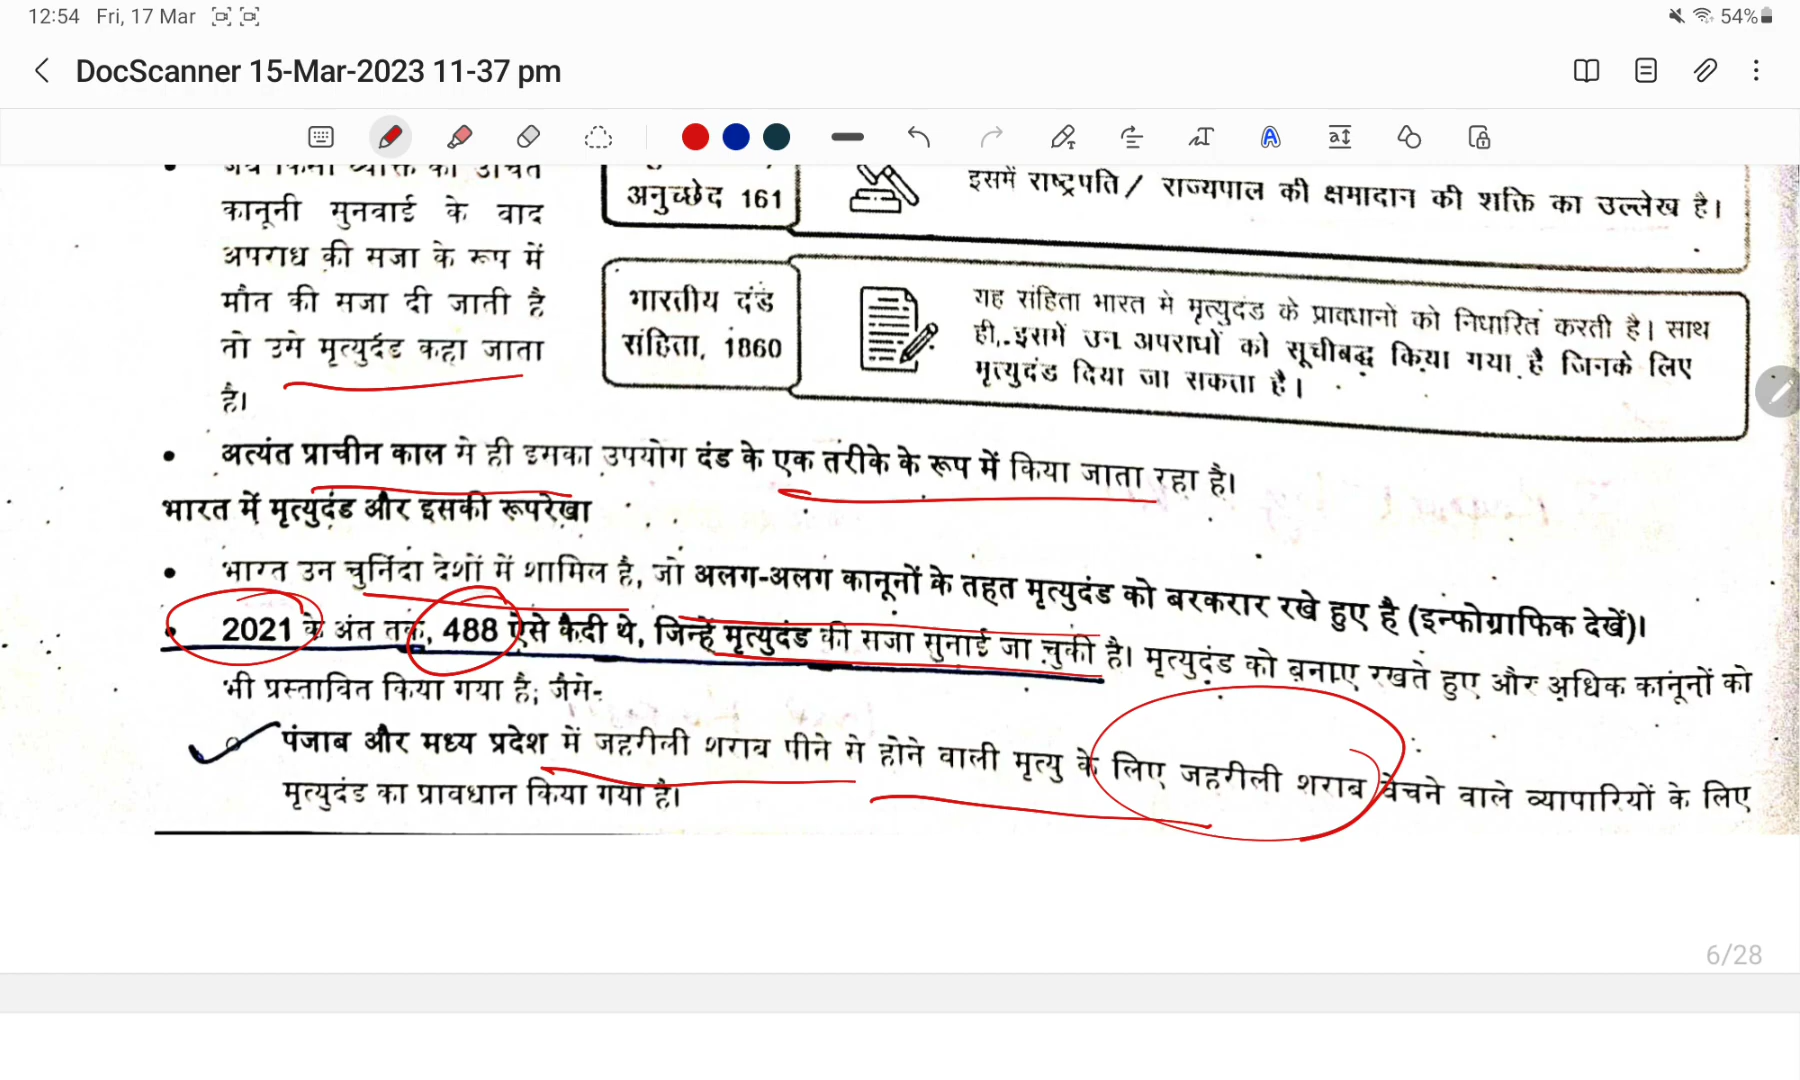 12:54 Fri, 17 Mar
54%
DocScanner 15-Mar-2023 11-37 pm
जब किसी व्यक्ति को उचित
कानूनी सुनवाई के बाद
अपराध की सजा के रूप में
मौत की सजा दी जाती है
तो उसे मृत्युदंड कहा जाता
है।
अनुच्छेद 161
इसमें राष्ट्रपति/ राज्यपाल की क्षमादान की शक्ति का उल्लेख है।
भारतीय दंड
संहिता, 1860
यह संहिता भारत में मृत्युदंड के प्रावधानों को निर्धारित करती है। साथ
ही, इसमें उन अपराधों को सूचीबद्ध किया गया है जिनके लिए
मृत्युदंड दिया जा सकता है।
• अत्यंत प्राचीन काल से ही इसका उपयोग दंड के एक तरीके के रूप में किया जाता रहा है।
भारत में मृत्युदंड और इसकी रूपरेखा
• भारत उन चुनिंदा देशों में शामिल है, जो अलग-अलग कानूनों के तहत मृत्युदंड को बरकरार रखे हुए है (इन्फोग्राफिक देखें)।
• 2021 के अंत तक, 488 ऐसे कैदी थे, जिन्हें मृत्युदंड की सजा सुनाई जा चुकी है। मृत्युदंड को बनाए रखते हुए और अधिक कानूनों को
भी प्रस्तावित किया गया है; जैसे-
पंजाब और मध्य प्रदेश में जहरीली शराब पीने से होने वाली मृत्यु के लिए जहरीली शराब बेचने वाले व्यापारियों के लिए
मृत्युदंड का प्रावधान किया गया है।
6/28